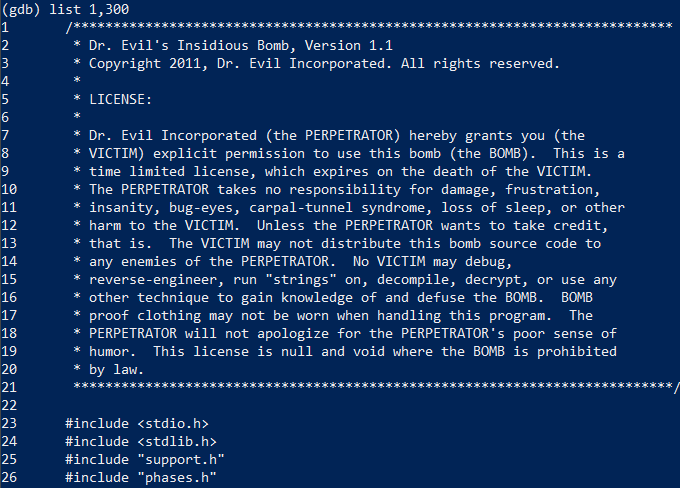 (gdb) list 1,300
1 /***************************************************************************
2 * Dr. Evil's Insidious Bomb, Version 1.1
3 * Copyright 2011, Dr. Evil Incorporated. All rights reserved.
4 *
5 * LICENSE:
6 *
7 * Dr. Evil Incorporated (the PERPETRATOR) hereby grants you (the
8 * VICTIM) explicit permission to use this bomb (the BOMB).  This is a
9 * time limited license, which expires on the death of the VICTIM.
10 * The PERPETRATOR takes no responsibility for damage, frustration,
11 * insanity, bug-eyes, carpal-tunnel syndrome, loss of sleep, or other
12 * harm to the VICTIM.  Unless the PERPETRATOR wants to take credit,
13 * that is.  The VICTIM may not distribute this bomb source code to
14 * any enemies of the PERPETRATOR.  No VICTIM may debug,
15 * reverse-engineer, run "strings" on, decompile, decrypt, or use any
16 * other technique to gain knowledge of and defuse the BOMB.  BOMB
17 * proof clothing may not be worn when handling this program.  The
18 * PERPETRATOR will not apologize for the PERPETRATOR's poor sense of
19 * humor.  This license is null and void where the BOMB is prohibited
20 * by law.
21 ***************************************************************************/
22
23 #include <stdio.h>
24 #include <stdlib.h>
25 #include "support.h"
26 #include "phases.h"